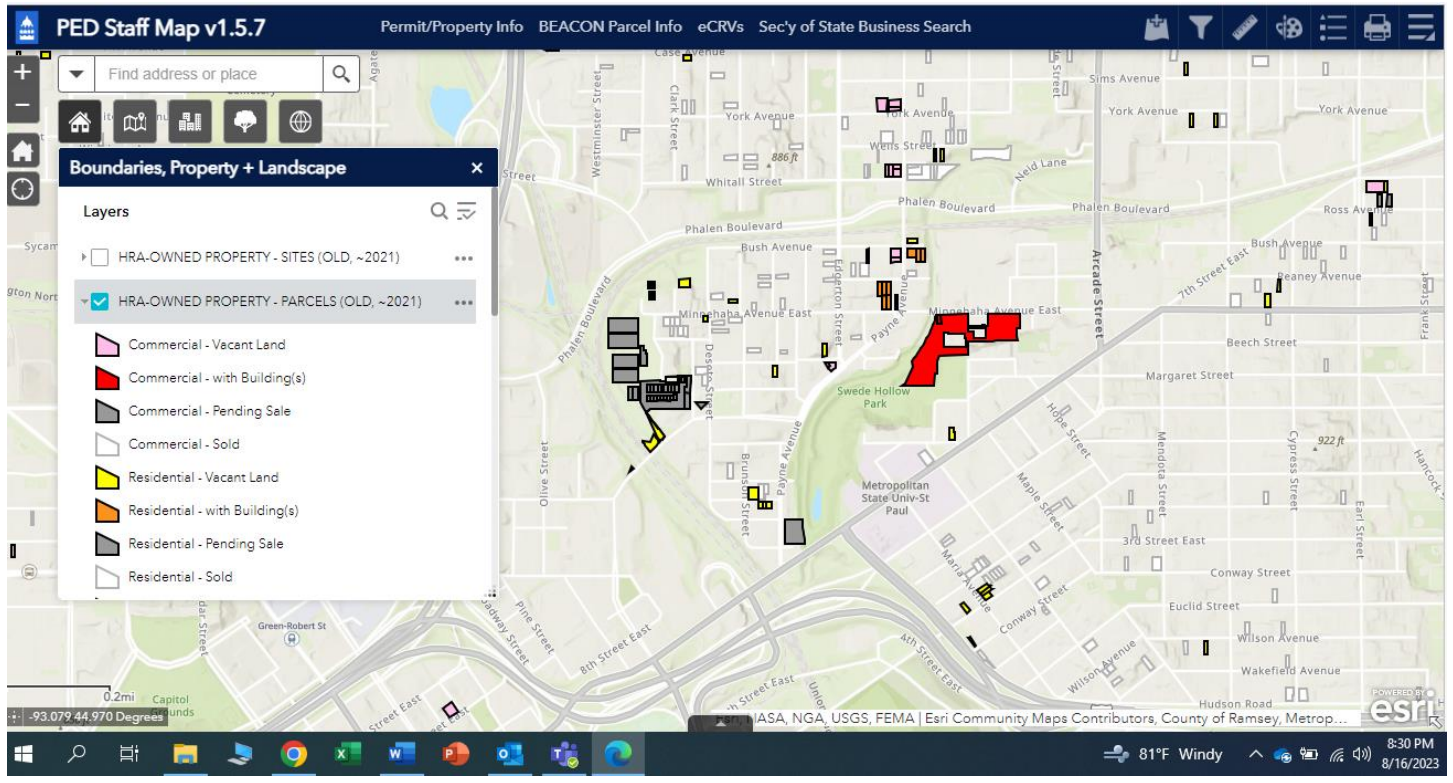 PED Staff Map v1.5.7
Permit/Property Info BEACON Parcel Info eCRVs Sec'y of State Business Search
Find address or place
Boundaries, Property + Landscape
Layers
HRA-OWNED PROPERTY - SITES (OLD, ~2021)
HRA-OWNED PROPERTY - PARCELS (OLD, ~2021)
Commercial - Vacant Land
Commercial - with Building(s)
Commercial - Pending Sale
Commercial - Sold
Residential - Vacant Land
Residential - with Building(s)
Residential - Pending Sale
Residential - Sold
Case Avenue
Sims Avenue
York Avenue
York Avenue
York Avenue
Westminster Street
Clark Street
Wells Street
886 ft
Whitall Street
Neid Lane
Street
Phalen Boulevard
Phalen Boulevard
Phalen Boulevard
Phalen Boulevard
Ross Avenue
Bush Avenue
Bush Avenue
Reaney Avenue
7th Street East
Arcade Street
Edgerton Street
Payne Avenue
Minnehaha Avenue East
Minnehaha Avenue East
Frank Street
Beech Street
Margaret Street
Desoto Street
Swede Hollow
Park
Hope Street
Olive Street
Brunson Street
Payne Avenue
Metropolitan
State Univ-St
Paul
Maple Street
Mendota Street
Cypress Street
922 ft
Hancock
Earl Street
3rd Street East
Conway Street
Maria Avenue
Conway Street
Euclid Street
Wilson Avenue
Wilson Avenue
Wakefield Avenue
Hudson Road
4th Street East
Green-Robert St
Pine Street
8th Street East
Street East
Street East
0.2mi
Capitol
Grounds
-93.079 44.970 Degrees
Esri, NASA, NGA, USGS, FEMA | Esri Community Maps Contributors, County of Ramsey, Metrop...
POWERED BY
esri
81°F Windy
8:30 PM
8/16/2023